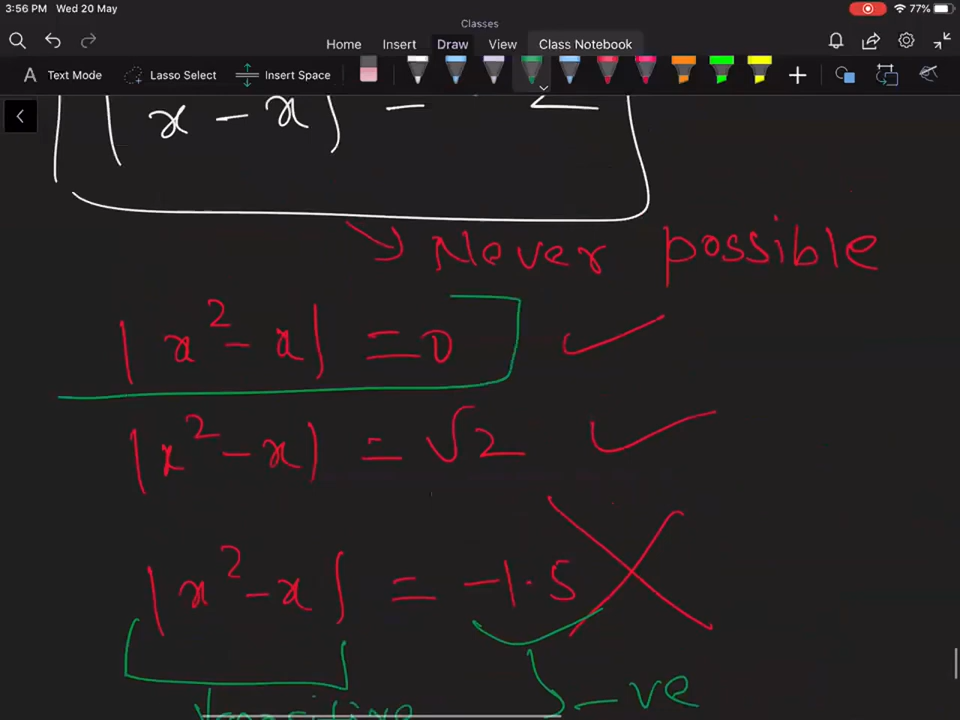 3:56 PM Wed 20 May
77%
Classes
Home Insert Draw View Class Notebook
Text Mode Lasso Select Insert Space
|x - x| = - 2
→ Never possible
|x² - x| = 0 ✓
|x² - x| = √2 ✓
|x² - x| = -1.5 ✗
-ve